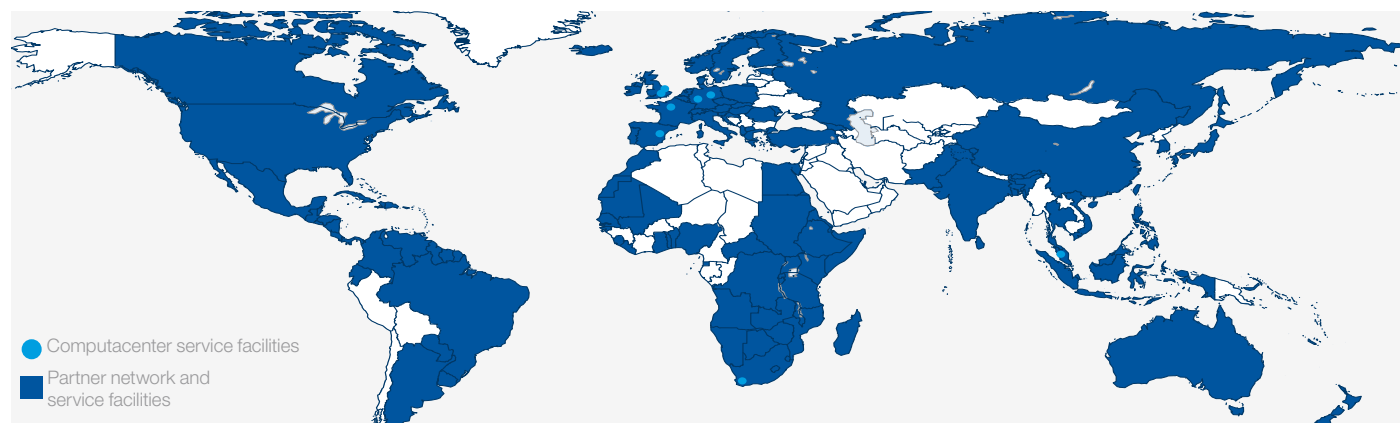 Computacenter service facilities
Partner network and
service facilities